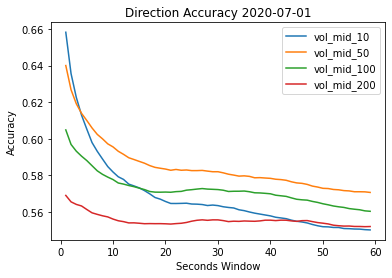 Direction Accuracy 2020-07-01
vol_mid_10
vol_mid_50
vol_mid_100
vol_mid_200
Accuracy
0.66
0.64
0.62
0.60
0.58
0.56
0 10 20 30 40 50 60
Seconds Window